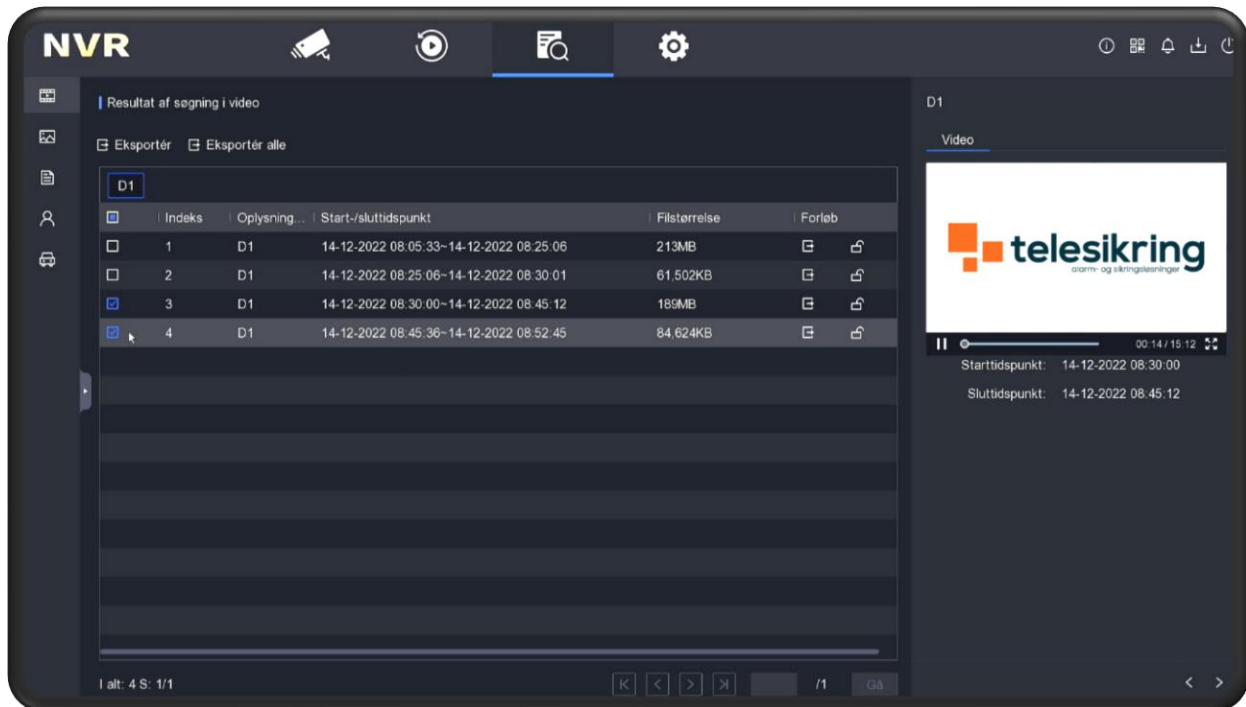 NVR
Resultat af søgning i video
Eksportér Eksportér alle
D1
Indeks Oplysning... Start-/sluttidspunkt Filstørrelse Forløb
1 D1 14-12-2022 08:05:33~14-12-2022 08:25:06 213MB
2 D1 14-12-2022 08:25:06~14-12-2022 08:30:01 61,502KB
3 D1 14-12-2022 08:30:00~14-12-2022 08:45:12 189MB
4 D1 14-12-2022 08:45:36~14-12-2022 08:52:45 84,624KB
I alt: 4 S: 1/1
/1 Gå
D1
Video
telesikring
alarm- og sikringsløsninger
00:14 / 15:12
Starttidspunkt: 14-12-2022 08:30:00
Sluttidspunkt: 14-12-2022 08:45:12